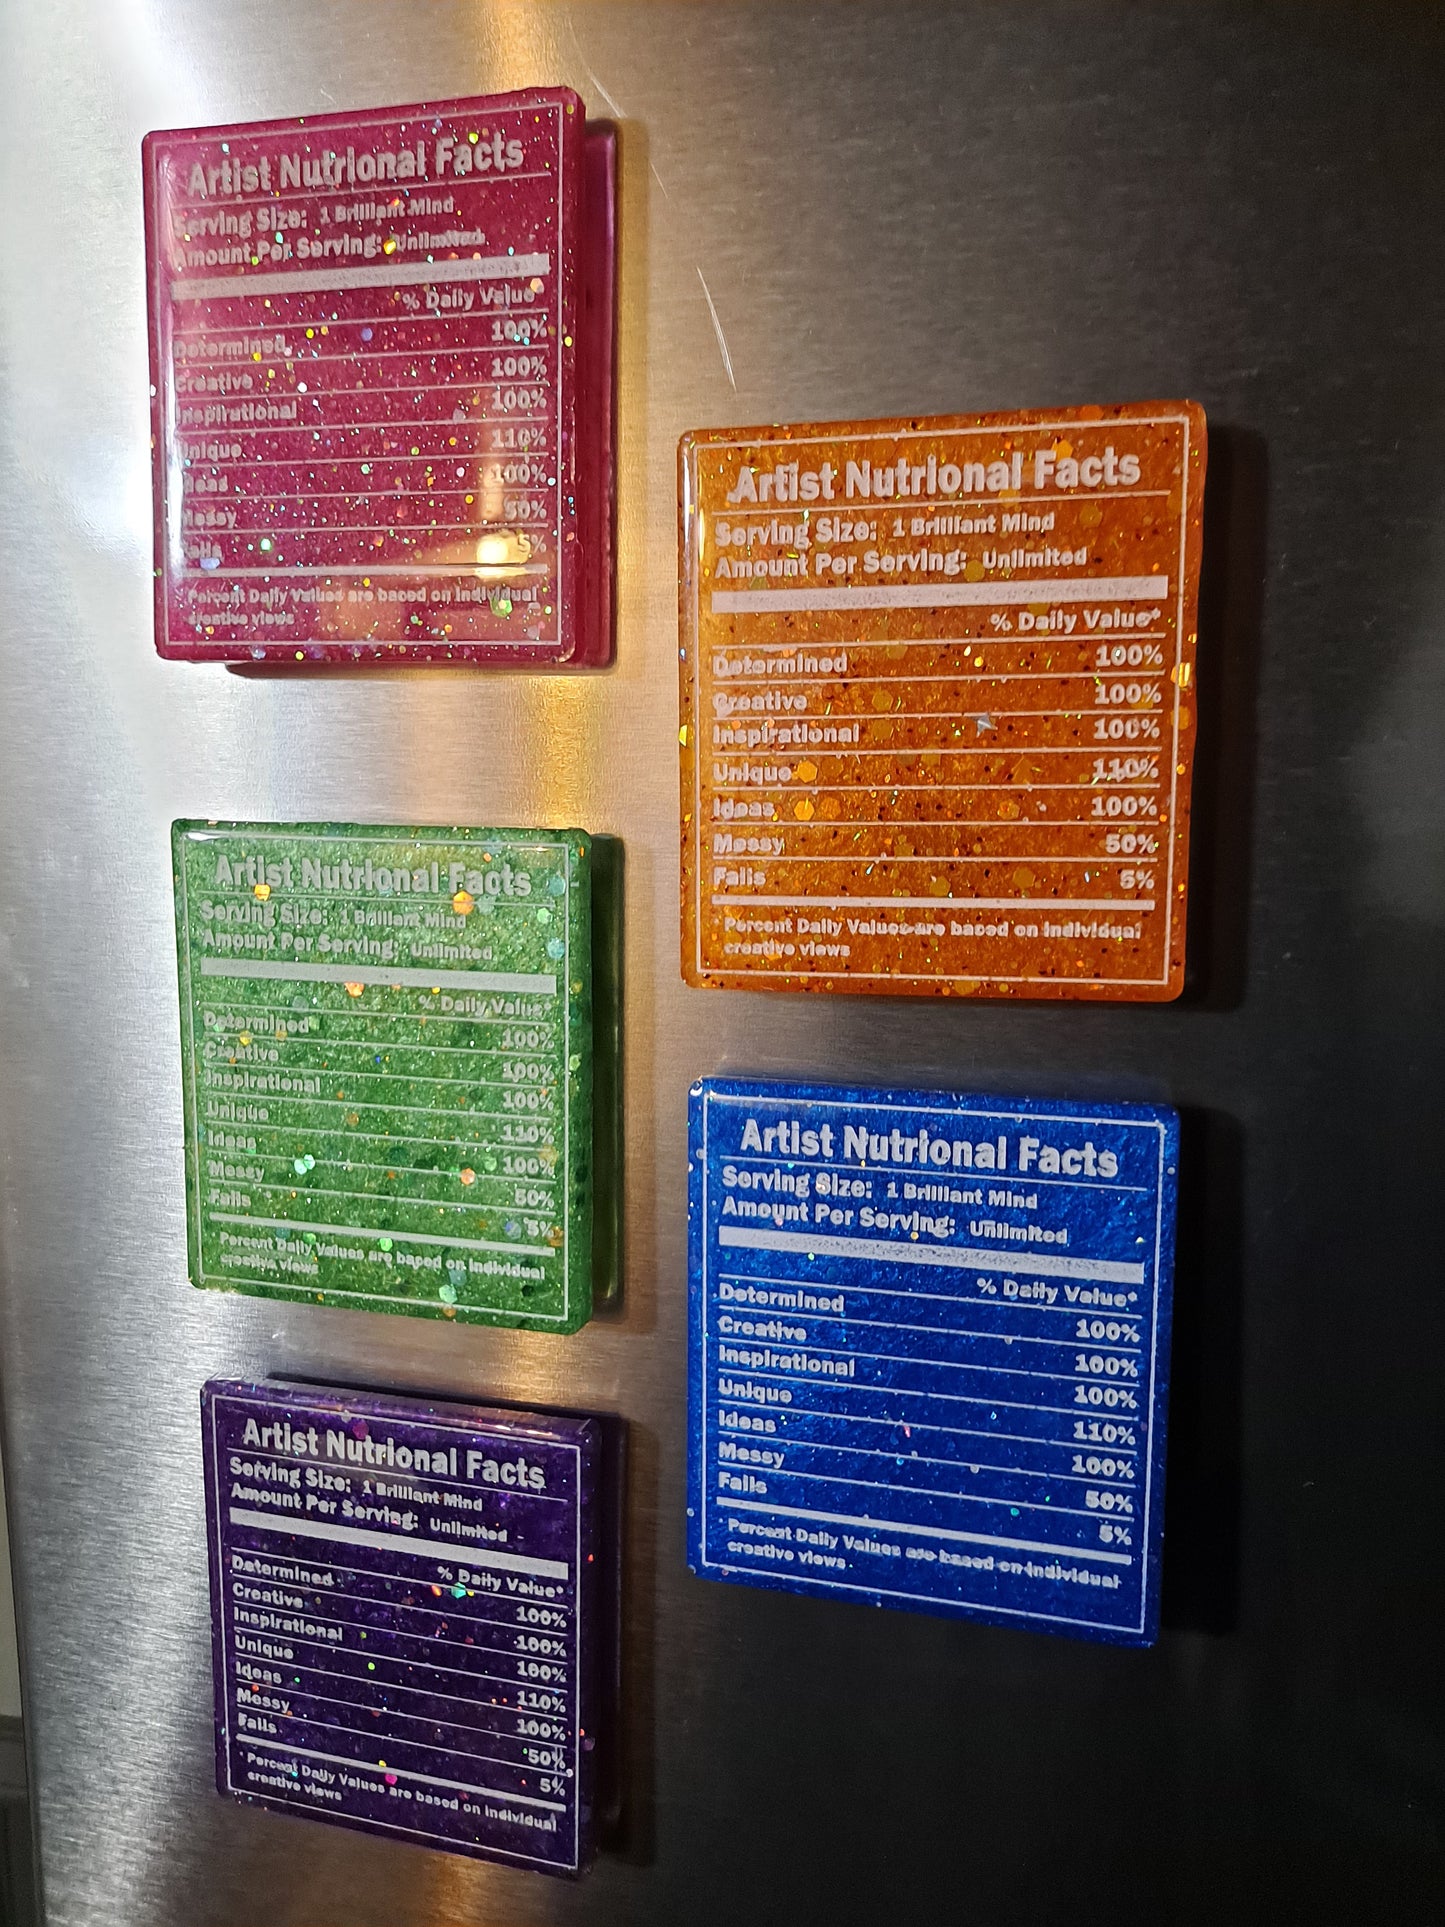 Artist Nutrional Facts
Serving Size: 1 Brilliant Mind
Amount Per Serving: Unlimited
% Daily Value*
Determined 100%
Creative 100%
Inspirational 100%
Unique 110%
Ideas 100%
Messy 50%
Fails 5%
Percent Daily Values are based on individual
creative views
Artist Nutrional Facts
Serving Size: 1 Brilliant Mind
Amount Per Serving: Unlimited
% Daily Value*
Determined 100%
Creative 100%
Inspirational 100%
Unique 110%
Ideas 100%
Messy 50%
Fails 5%
Percent Daily Values are based on individual
creative views
Artist Nutrional Facts
Serving Size: 1 Brilliant Mind
Amount Per Serving: Unlimited
% Daily Value*
Determined 100%
Creative 100%
Inspirational 100%
Unique 110%
Ideas 100%
Messy 50%
Fails 5%
Percent Daily Values are based on individual
creative views
Artist Nutrional Facts
Serving Size: 1 Brilliant Mind
Amount Per Serving: Unlimited
% Daily Value*
Determined 100%
Creative 100%
Inspirational 100%
Unique 110%
Ideas 100%
Messy 50%
Fails 5%
Percent Daily Values are based on individual
creative views
Artist Nutrional Facts
Serving Size: 1 Brilliant Mind
Amount Per Serving: Unlimited
% Daily Value*
Determined 100%
Creative 100%
Inspirational 100%
Unique 110%
Ideas 100%
Messy 50%
Fails 5%
Percent Daily Values are based on individual
creative views